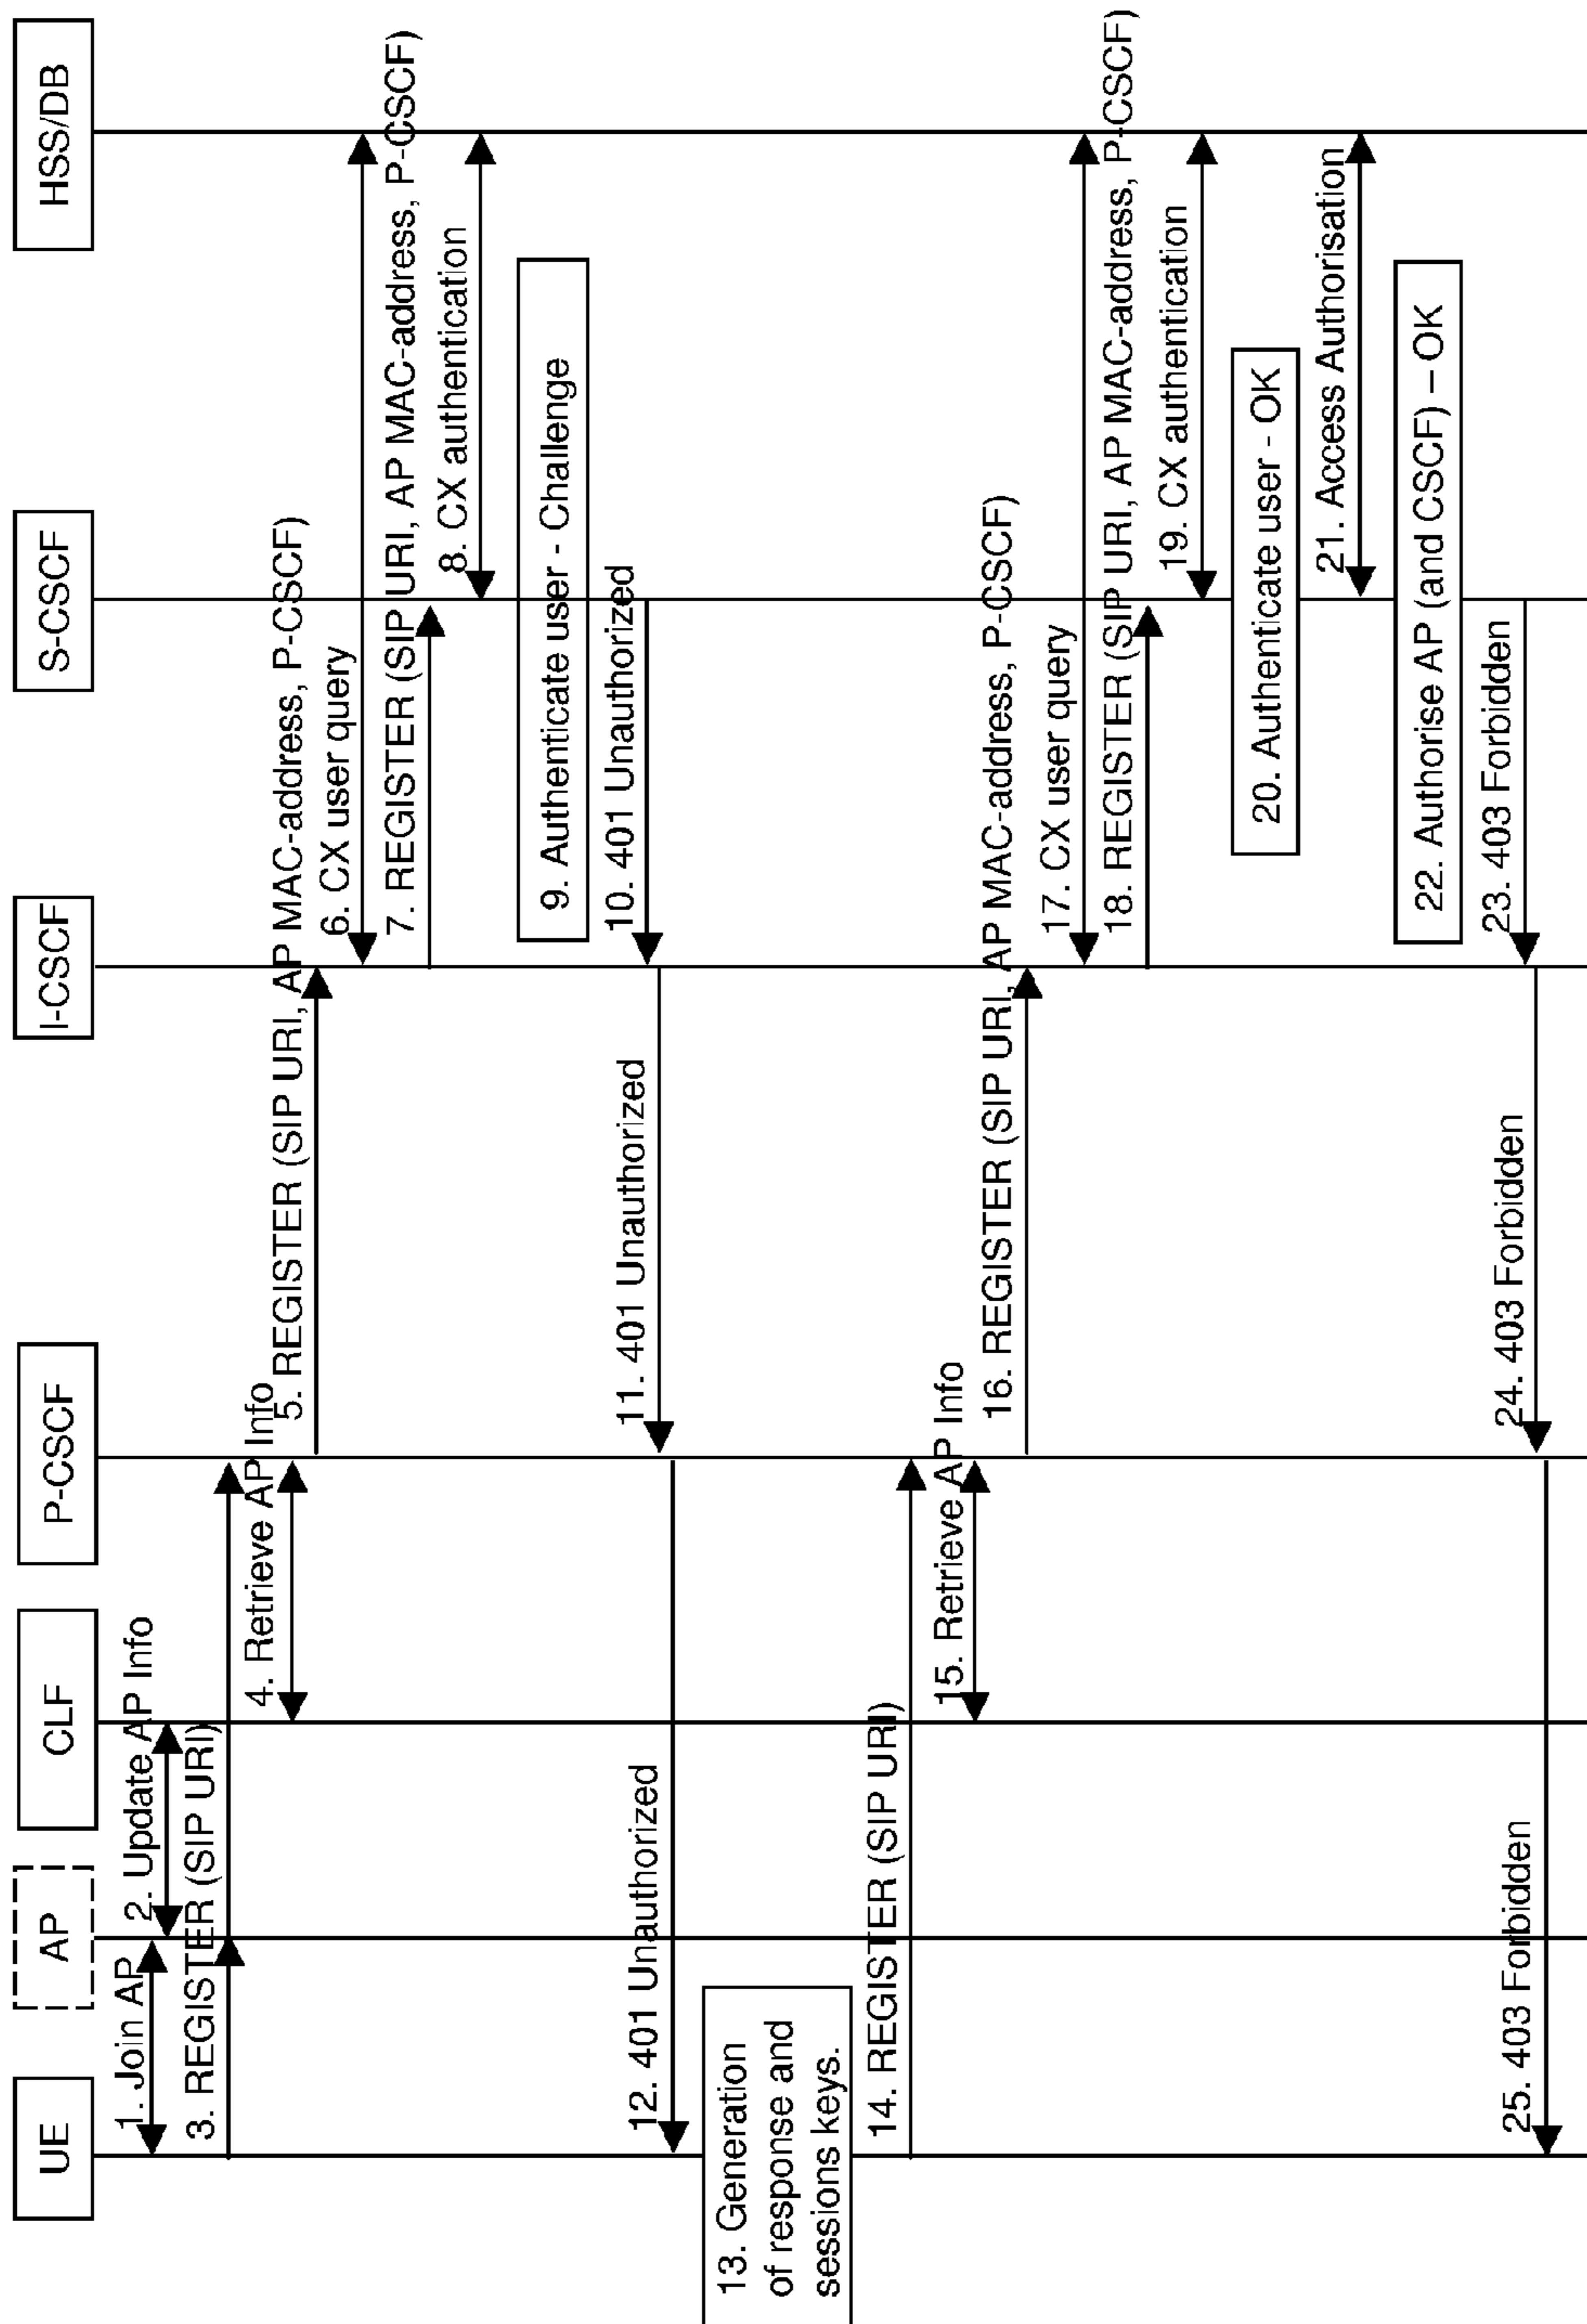 UE
AP
CLF
P-CSCF
I-CSCF
S-CSCF
HSS/DB
1. Join AP
2. Update AP Info
3. REGISTER (SIP URI)
4. Retrieve AP Info
5. REGISTER (SIP URI, AP MAC-address, P-CSCF)
6. CX user query
7. REGISTER (SIP URI, AP MAC-address, P-CSCF)
8. CX authentication
9. Authenticate user - Challenge
10. 401 Unauthorized
11. 401 Unauthorized
12. 401 Unauthorized
13. Generation
of response and
sessions keys.
14. REGISTER (SIP URI)
15. Retrieve AP Info
16. REGISTER (SIP URI, AP MAC-address, P-CSCF)
17. CX user query
18. REGISTER (SIP URI, AP MAC-address, P-CSCF)
19. CX authentication
20. Authenticate user - OK
21. Access Authorisation
22. Authorise AP (and CSCF) – OK
23. 403 Forbidden
24. 403 Forbidden
25. 403 Forbidden